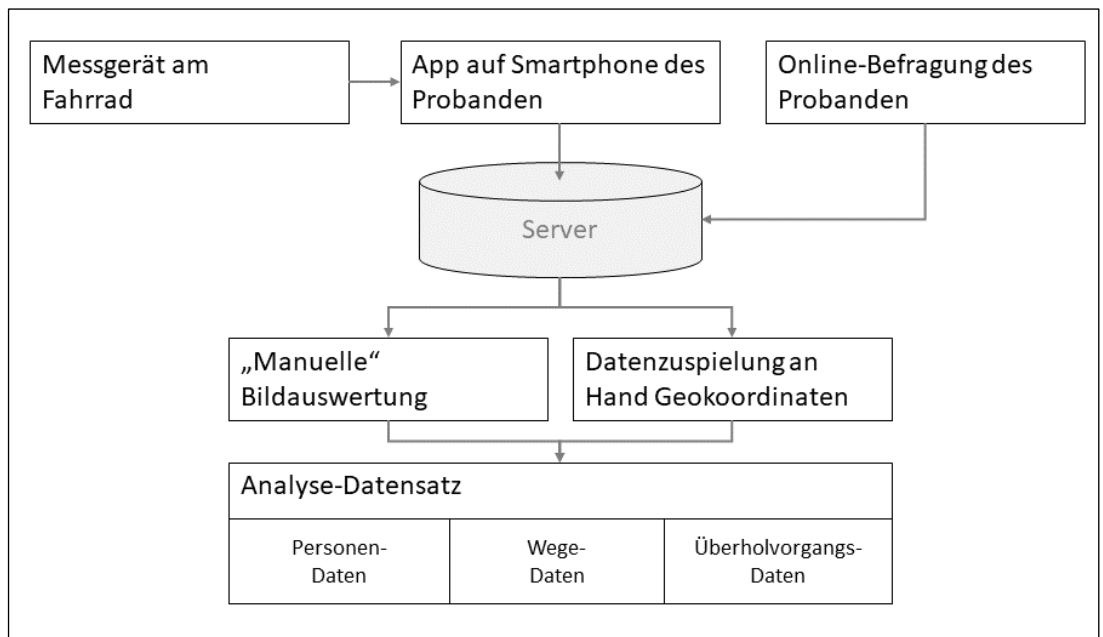 Messgerät am
Fahrrad
App auf Smartphone des
Probanden
Online-Befragung des
Probanden
Server
„Manuelle“
Bildauswertung
Datenzuspielung an
Hand Geokoordinaten
Analyse-Datensatz
Personen-
Daten
Wege-
Daten
Überholvorgangs-
Daten